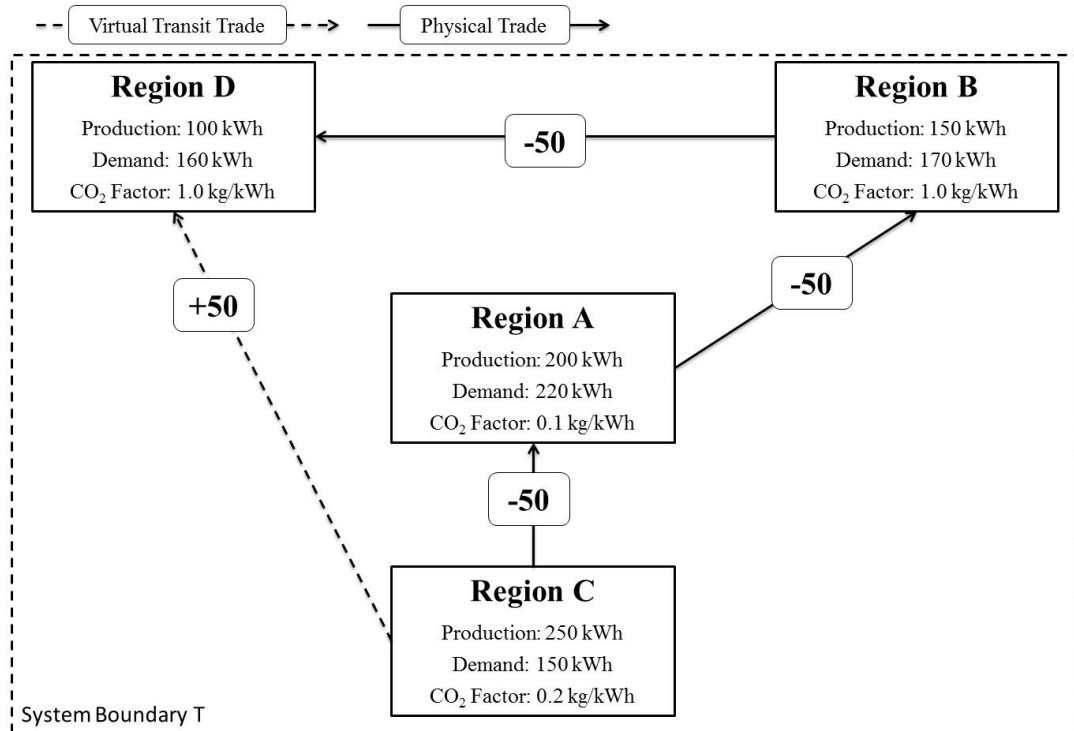 Virtual Transit Trade
Physical Trade
Region D
Production: 100 kWh
Demand: 160 kWh
CO₂ Factor: 1.0 kg/kWh
-50
Region B
Production: 150 kWh
Demand: 170 kWh
CO₂ Factor: 1.0 kg/kWh
+50
-50
Region A
Production: 200 kWh
Demand: 220 kWh
CO₂ Factor: 0.1 kg/kWh
-50
Region C
Production: 250 kWh
Demand: 150 kWh
CO₂ Factor: 0.2 kg/kWh
System Boundary T